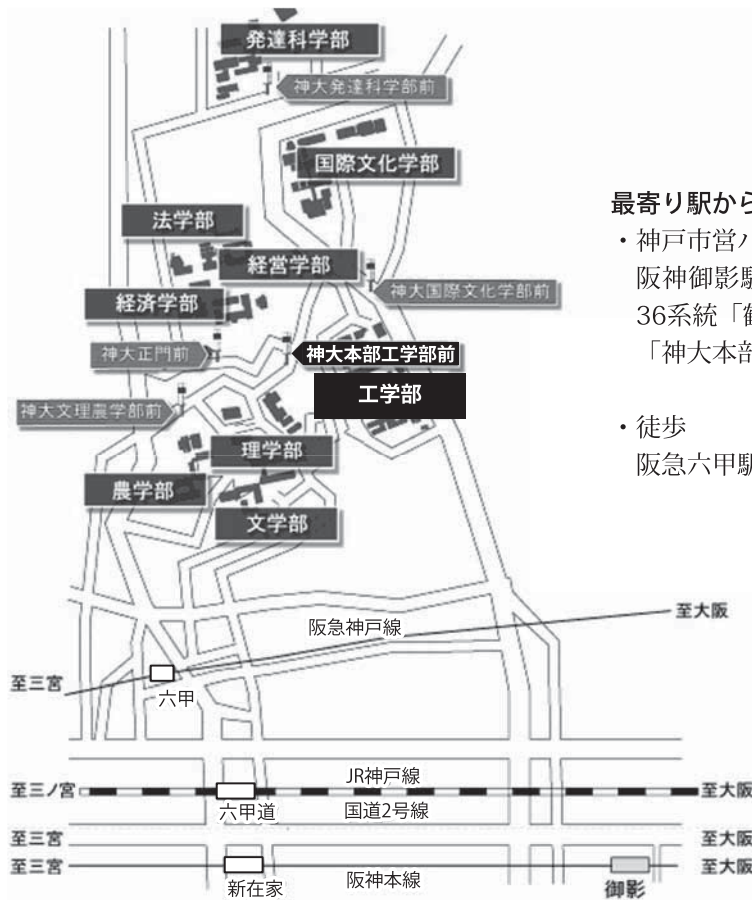 発達科学部
神大発達科学部前
国際文化学部
法学部
経営学部
神大国際文化学部前
経済学部
神大正門前
神大本部工学部前
工学部
神大文理農学部前
理学部
農学部
文学部
最寄り駅から
・神戸市営バ
阪神御影駅
36系統「鶴
「神大本部
・徒歩
阪急六甲駅
至大阪
阪急神戸線
至三宮
六甲
JR神戸線
至三ノ宮
至大阪
六甲道
国道2号線
至三宮
至大阪
至三宮
至大阪
新在家
阪神本線
御影